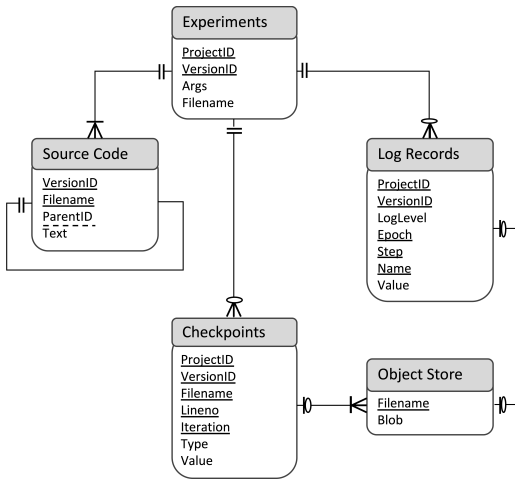 Experiments
ProjectID
VersionID
Args
Filename
Source Code
VersionID
Filename
ParentID
Text
Log Records
ProjectID
VersionID
LogLevel
Epoch
Step
Name
Value
Checkpoints
ProjectID
VersionID
Filename
Lineno
Iteration
Type
Value
Object Store
Filename
Blob